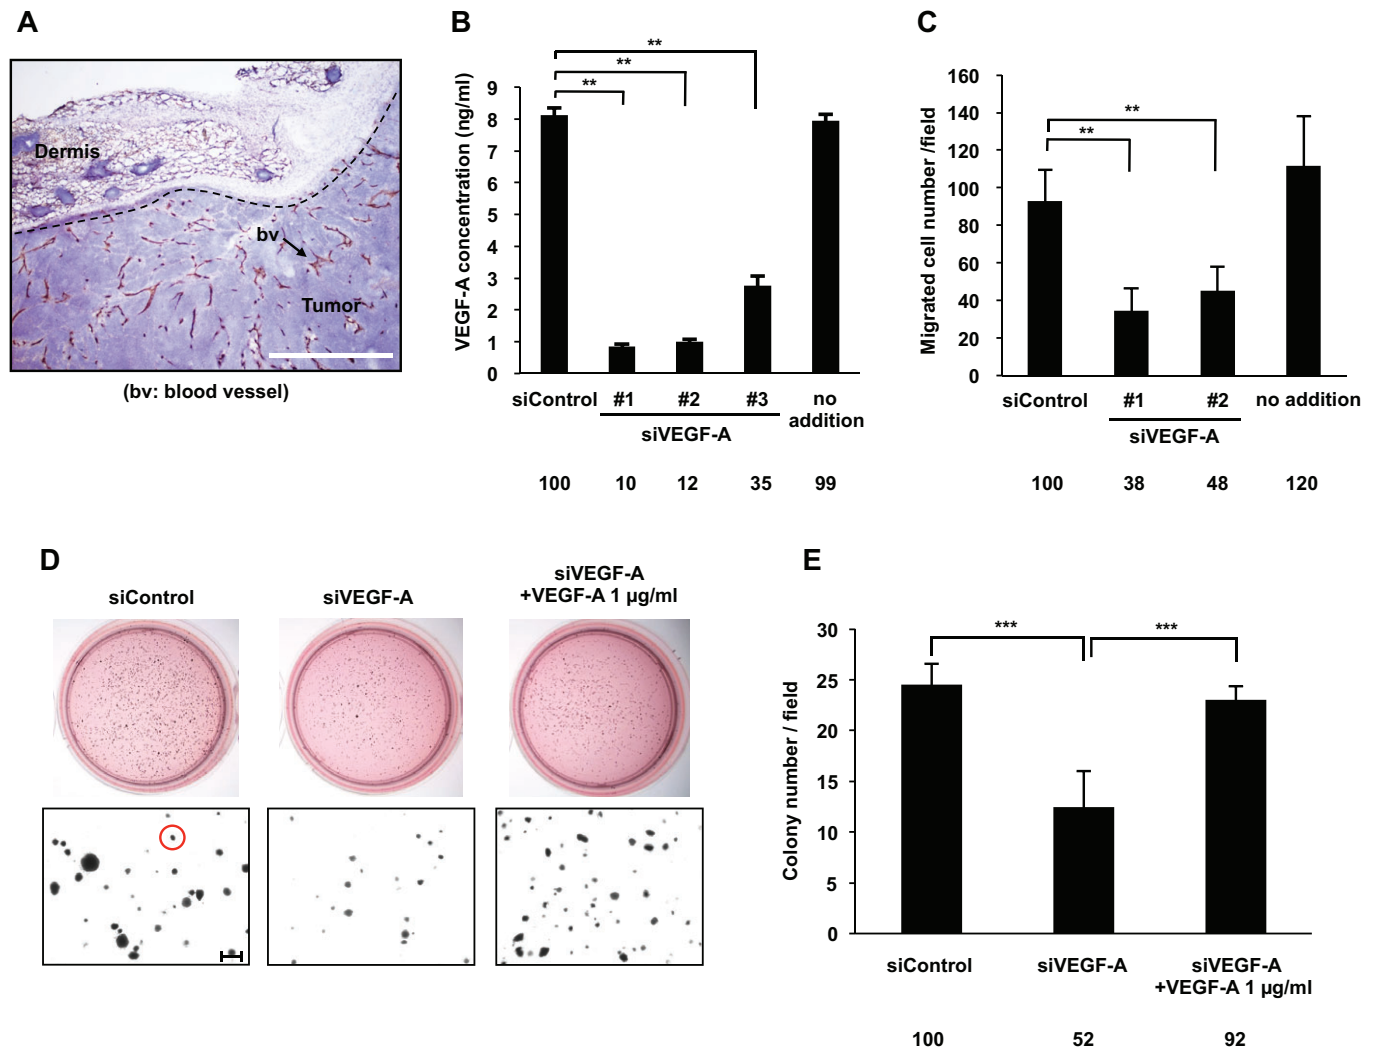 A
Dermis
bv
Tumor
(bv: blood vessel)
B
VEGF-A concentration (ng/ml)
9
8
7
6
5
4
3
2
1
0
**
**
**
siControl #1 #2 #3 no addition
siVEGF-A
100 10 12 35 99
C
Migrated cell number /field
160
140
120
100
80
60
40
20
0
**
**
siControl #1 #2 no addition
siVEGF-A
100 38 48 120
D
siControl
siVEGF-A
siVEGF-A
+VEGF-A 1 µg/ml
E
Colony number / field
30
25
20
15
10
5
0
*** ***
siControl siVEGF-A siVEGF-A
+VEGF-A 1 µg/ml
100 52 92